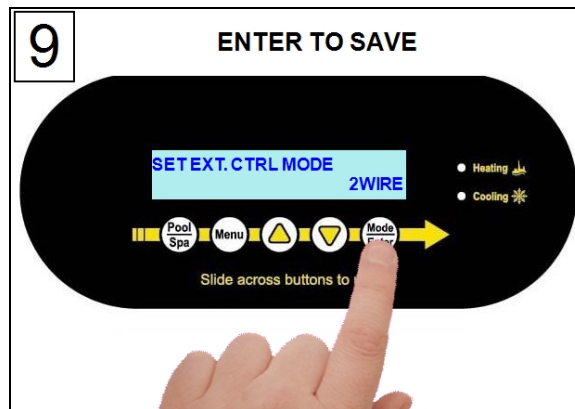 9
ENTER TO SAVE
SET EXT. CTRL MODE
2WIRE
Heating
Cooling
Pool
Spa
Menu
Mode
Slide across buttons to